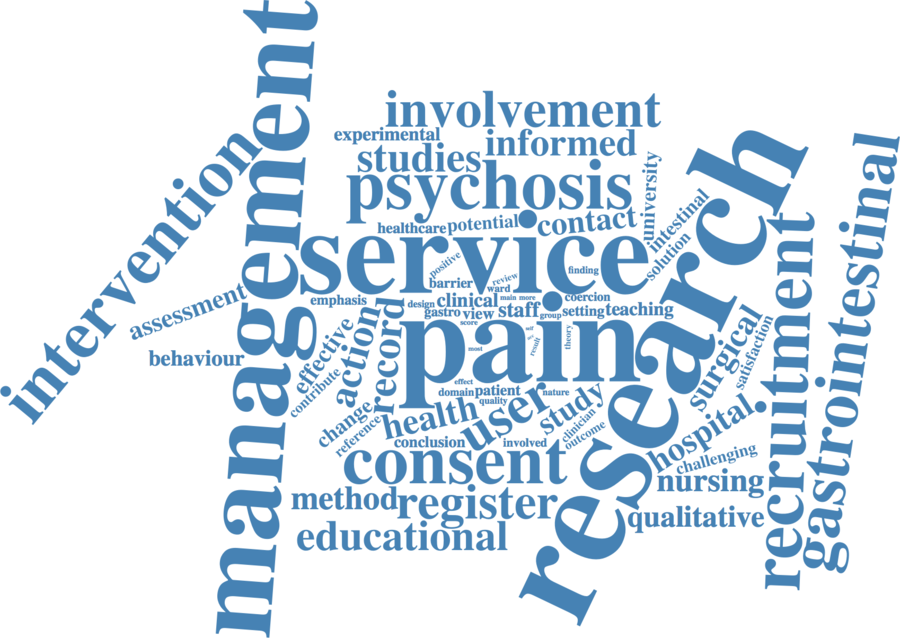 management
intervention
involvement
experimental
informed
studies
psychosis
university
research
gastrointestinal
healthcare
potential
contact
intestinal
solution
service
recruitment
positive
barrier
review
ward
finding
assessment
emphasis
design
clinical
main
more
coercion
gastro
view
staff
group
setting
teaching
score
pain
self
result
theory
most
behaviour
effective
contribute
action
record
surgical
satisfaction
effect
domain
patient
nature
quality
change
reference
health
user
study
clinician
outcome
hospital
challenging
conclusion
involved
consent
nursing
method
register
qualitative
educational